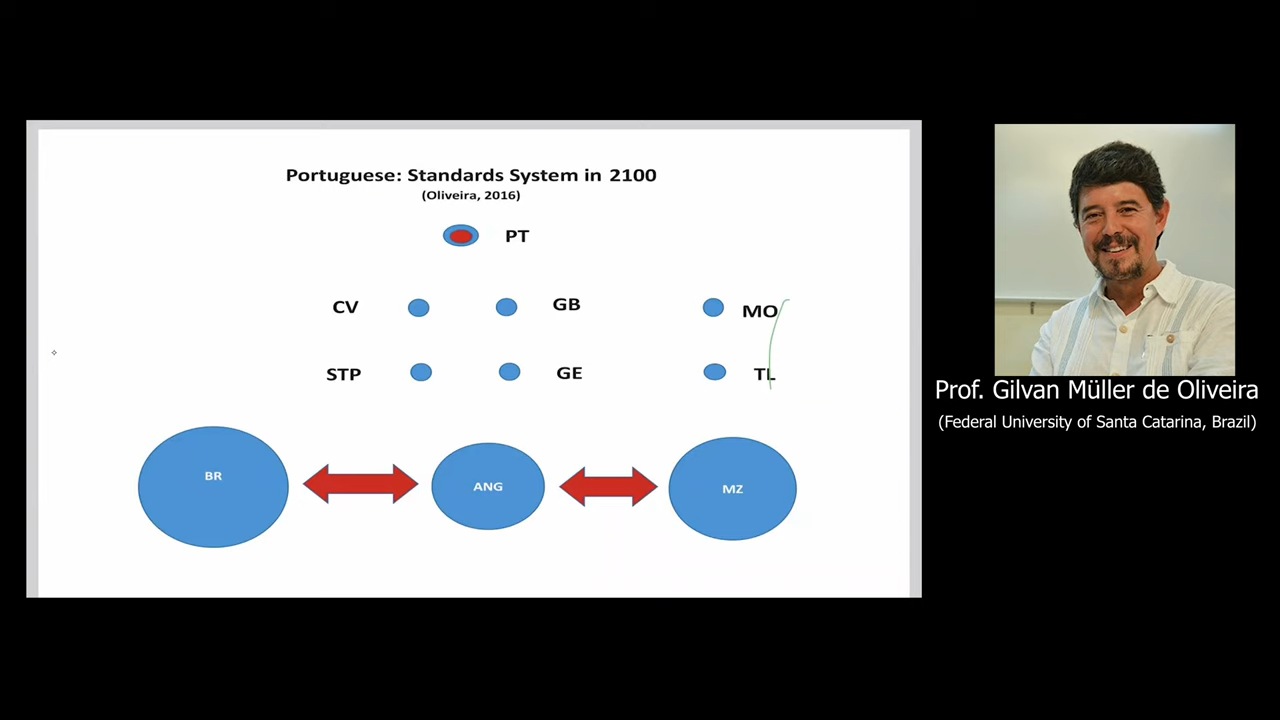 Portuguese: Standards System in 2100
(Oliveira, 2016)
PT
CV
GB
MO
STP
GE
TL
BR
ANG
MZ
Prof. Gilvan Müller de Oliveira
(Federal University of Santa Catarina, Brazil)